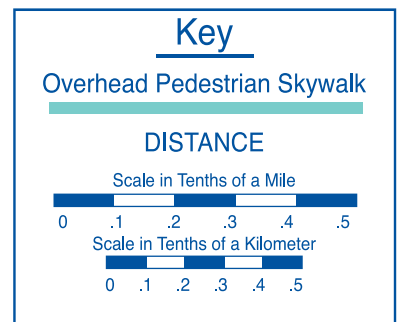 Key
Overhead Pedestrian Skywalk
DISTANCE
Scale in Tenths of a Mile
0 .1 .2 .3 .4 .5
Scale in Tenths of a Kilometer
0 .1 .2 .3 .4 .5